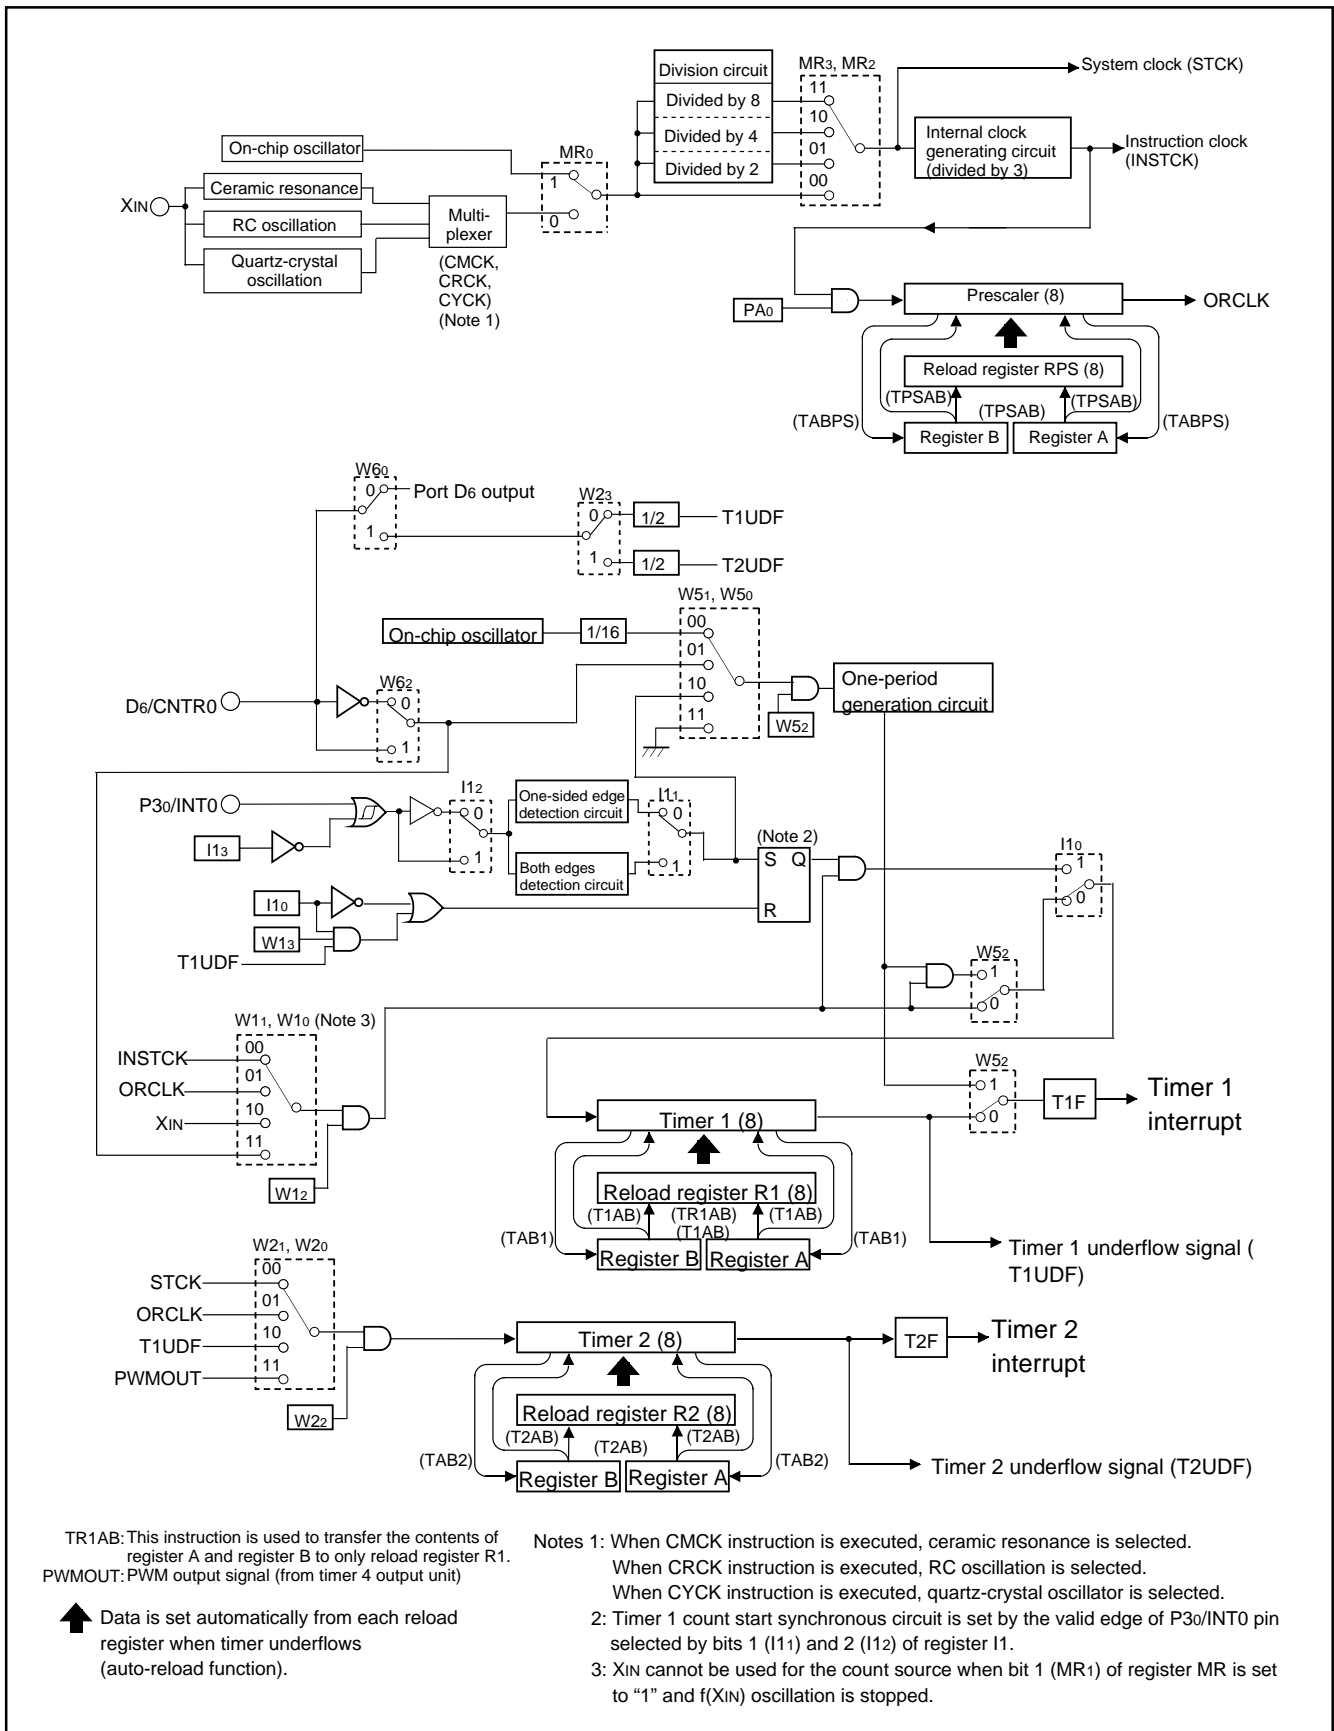 Division circuit
Divided by 8
Divided by 4
Divided by 2
MR3, MR2
11
10
01
00
System clock (STCK)
Internal clock
generating circuit
(divided by 3)
Instruction clock
(INSTCK)
On-chip oscillator
MR0
1
0
XIN
Ceramic resonance
RC oscillation
Quartz-crystal
oscillation
Multi-
plexer
(CMCK,
CRCK,
CYCK)
(Note 1)
PA0
Prescaler (8)
ORCLK
Reload register RPS (8)
(TPSAB)
(TPSAB)
(TPSAB)
(TABPS)
(TABPS)
Register B
Register A
W60
0
Port D6 output
1
W23
0
1/2
T1UDF
1
1/2
T2UDF
W51, W50
On-chip oscillator
1/16
00
01
10
11
W52
One-period
generation circuit
D6/CNTR0
W62
0
1
P30/INT0
I13
I12
0
1
One-sided edge
detection circuit
Both edges
detection circuit
I11
0
1
(Note 2)
S Q
R
I10
1
0
I10
W13
T1UDF
W52
1
0
W11, W10 (Note 3)
INSTCK
00
ORCLK
01
XIN
10
11
W12
W52
1
0
T1F
Timer 1
interrupt
Timer 1 (8)
Reload register R1 (8)
(T1AB)
(TR1AB)
(T1AB)
(T1AB)
(TAB1)
(TAB1)
Register B
Register A
Timer 1 underflow signal (
T1UDF)
W21, W20
STCK
00
ORCLK
01
T1UDF
10
PWMOUT
11
W22
Timer 2 (8)
T2F
Timer 2
interrupt
Reload register R2 (8)
(T2AB)
(T2AB)
(T2AB)
(TAB2)
(TAB2)
Register B
Register A
Timer 2 underflow signal (T2UDF)
TR1AB: This instruction is used to transfer the contents of
register A and register B to only reload register R1.
PWMOUT: PWM output signal (from timer 4 output unit)
Data is set automatically from each reload
register when timer underflows
(auto-reload function).
Notes 1: When CMCK instruction is executed, ceramic resonance is selected.
When CRCK instruction is executed, RC oscillation is selected.
When CYCK instruction is executed, quartz-crystal oscillator is selected.
2: Timer 1 count start synchronous circuit is set by the valid edge of P30/INT0 pin
selected by bits 1 (I11) and 2 (I12) of register I1.
3: XIN cannot be used for the count source when bit 1 (MR1) of register MR is set
to “1” and f(XIN) oscillation is stopped.